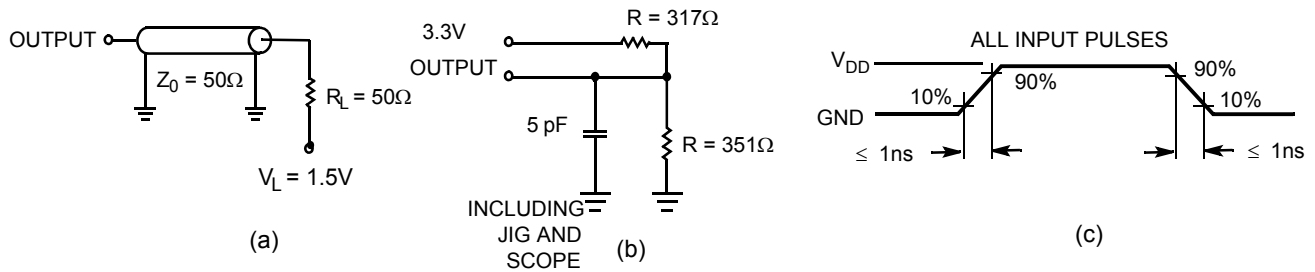 OUTPUT
Z0 = 50Ω
RL = 50Ω
VL = 1.5V
(a)
R = 317Ω
3.3V
OUTPUT
5 pF
R = 351Ω
INCLUDING
JIG AND
SCOPE
(b)
ALL INPUT PULSES
VDD
90%
90%
10%
10%
GND
≤ 1ns
≤ 1ns
(c)